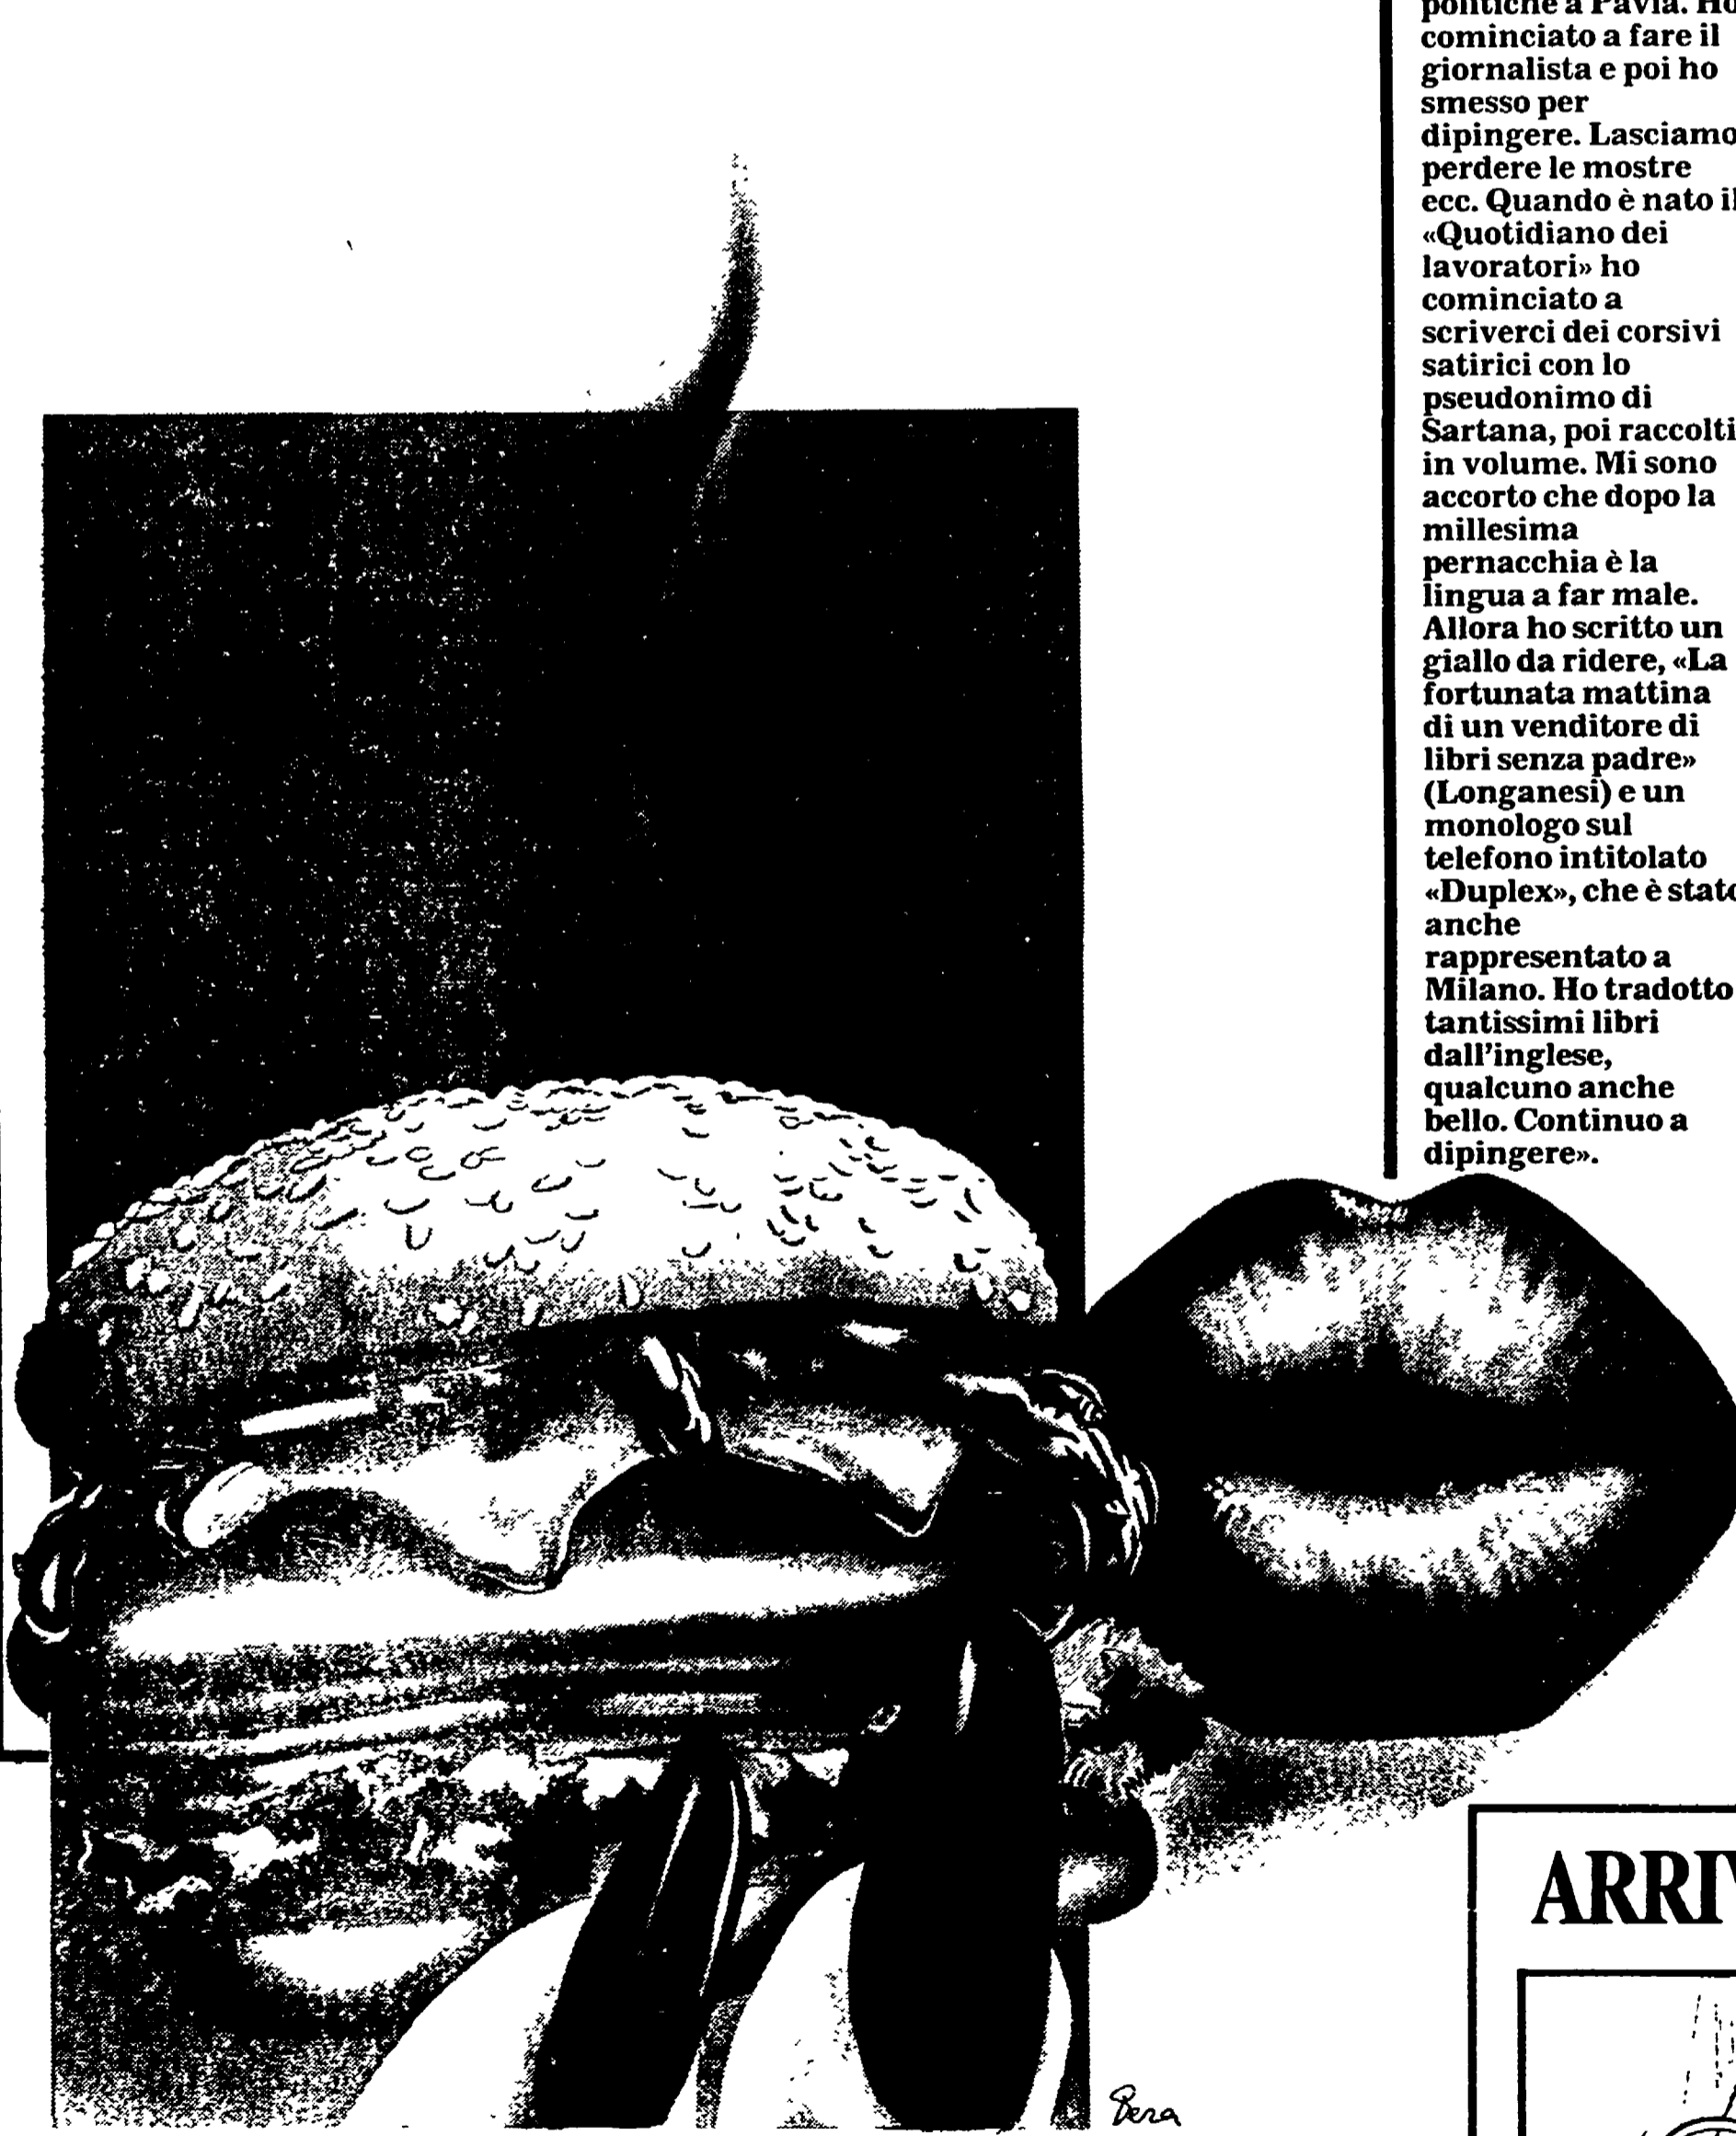 politiche a Pavia. Ho
cominciato a fare il
giornalista e poi ho
smesso per
dipingere. Lasciamo
perdere le mostre
ecc. Quando è nato il
«Quotidiano dei
lavoratori» ho
cominciato a
scriverci dei corsivi
satirici con lo
pseudonimo di
Sartana, poi raccolti
in volume. Mi sono
accorto che dopo la
millesima
pernacchia è la
lingua a far male.
Allora ho scritto un
giallo da ridere, «La
fortunata mattina
di un venditore di
libri senza padre»
(Longanesi) e un
monologo sul
telefono intitolato
«Duplex», che è stato
anche
rappresentato a
Milano. Ho tradotto
tantissimi libri
dall'inglese,
qualcuno anche
bello. Continuo a
dipingere».
Pera